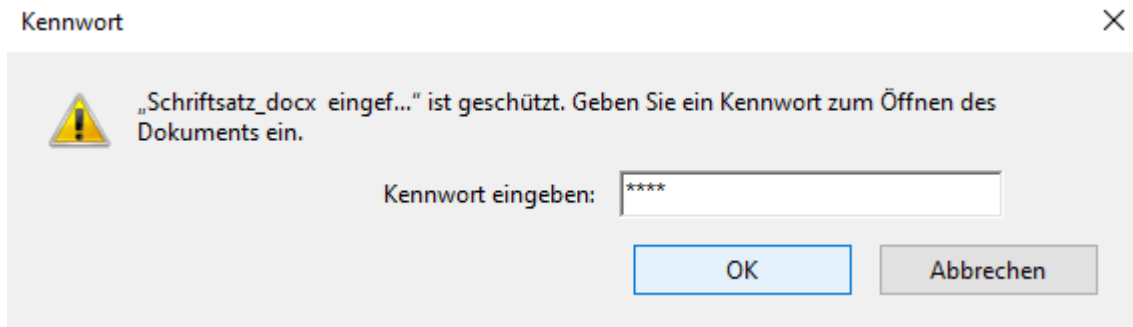 Kennwort
„Schriftsatz_docx  eingef...“ ist geschützt. Geben Sie ein Kennwort zum Öffnen des
Dokuments ein.
Kennwort eingeben: ****
OK Abbrechen